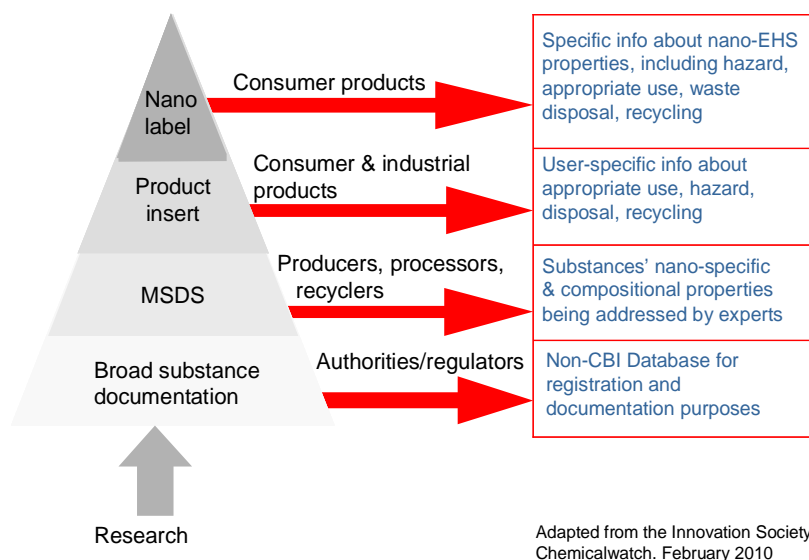 Nano
label
Consumer products
Specific info about nano-EHS
properties, including hazard,
appropriate use, waste
disposal, recycling
Product
insert
Consumer & industrial
products
User-specific info about
appropriate use, hazard,
disposal, recycling
MSDS
Producers, processors,
recyclers
Substances' nano-specific
& compositional properties
being addressed by experts
Broad substance
documentation
Authorities/regulators
Non-CBI Database for
registration and
documentation purposes
Research
Adapted from the Innovation Society
Chemicalwatch, February 2010